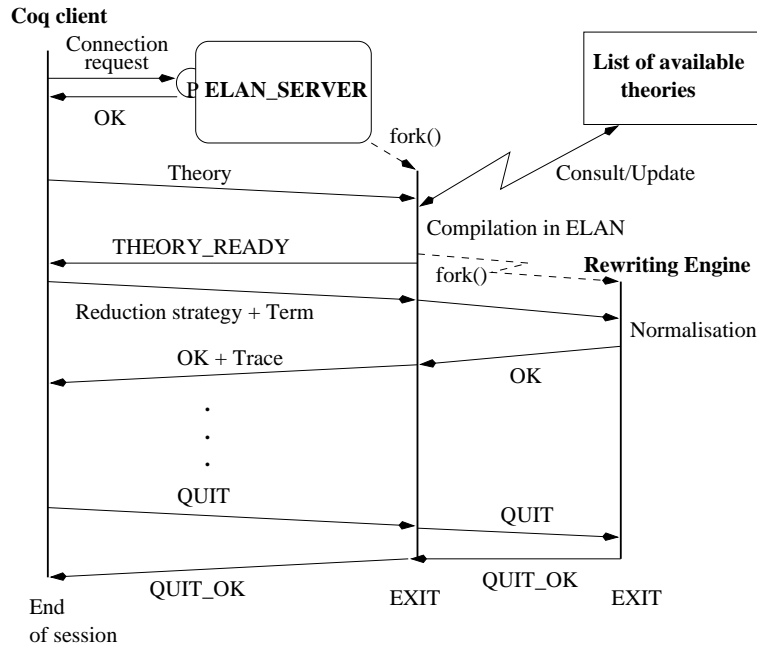 Coq client
Connection
request
P
ELAN_SERVER
List of available
theories
OK
fork()
Theory
Consult/Update
Compilation in ELAN
THEORY_READY
fork()
Rewriting Engine
Reduction strategy + Term
Normalisation
OK + Trace
OK
QUIT
QUIT
QUIT_OK
QUIT_OK
EXIT
EXIT
End
of session